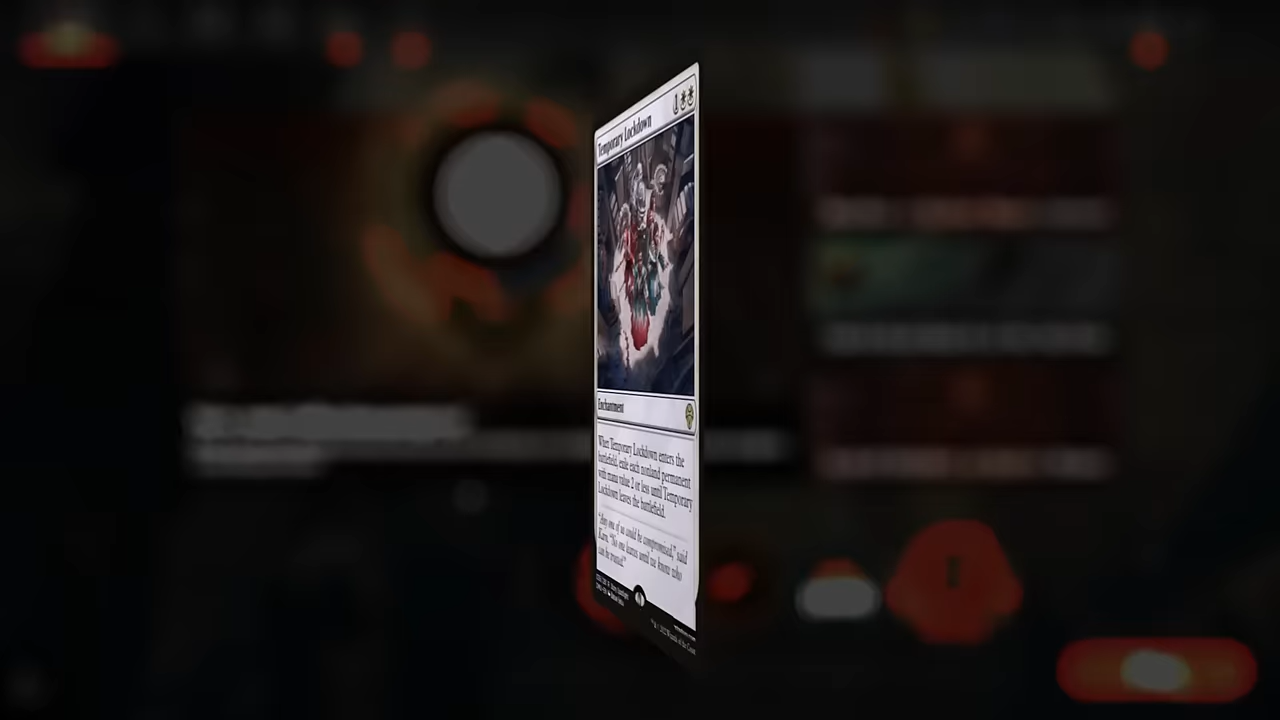 Temporary Lockdown
1
Enchantment
When Temporary Lockdown enters the
battlefield, exile each nonland permanent
with mana value 2 or less until Temporary
Lockdown leaves the battlefield.
"Any one of us could be compromised," said
Karn. "No one leaves until we know who
can be trusted."